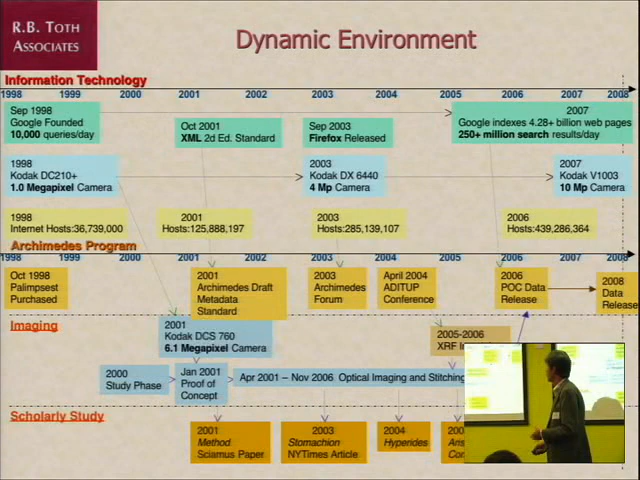 R.B. TOTH
ASSOCIATES
Dynamic Environment
Information Technology
1998 1999 2000 2001 2002 2003 2004 2005 2006 2007 2008
Sep 1998
Google Founded
10,000 queries/day
Oct 2001
XML 2d Ed. Standard
Sep 2003
Firefox Released
2007
Google indexes 4.28+ billion web pages
250+ million search results/day
1998
Kodak DC210+
1.0 Megapixel Camera
2003
Kodak DX 6440
4 Mp Camera
2007
Kodak V1003
10 Mp Camera
1998
Internet Hosts:36,739,000
2001
Hosts:125,888,197
2003
Hosts:285,139,107
2006
Hosts:439,286,364
Archimedes Program
1998 1999 2000 2001 2002 2003 2004 2005 2006 2007 2008
Oct 1998
Palimpsest
Purchased
2001
Archimedes Draft
Metadata
Standard
2003
Archimedes
Forum
April 2004
ADITUP
Conference
2006
POC Data
Release
2008
Data
Release
Imaging
2001
Kodak DCS 760
6.1 Megapixel Camera
2005-2006
XRF
2000
Study Phase
Jan 2001
Proof of
Concept
Apr 2001 – Nov 2006 Optical Imaging and Stitching
Scholarly Study
2001
Method
Sciamus Paper
2003
Stomachion
NYTimes Article
2004
Hyperides